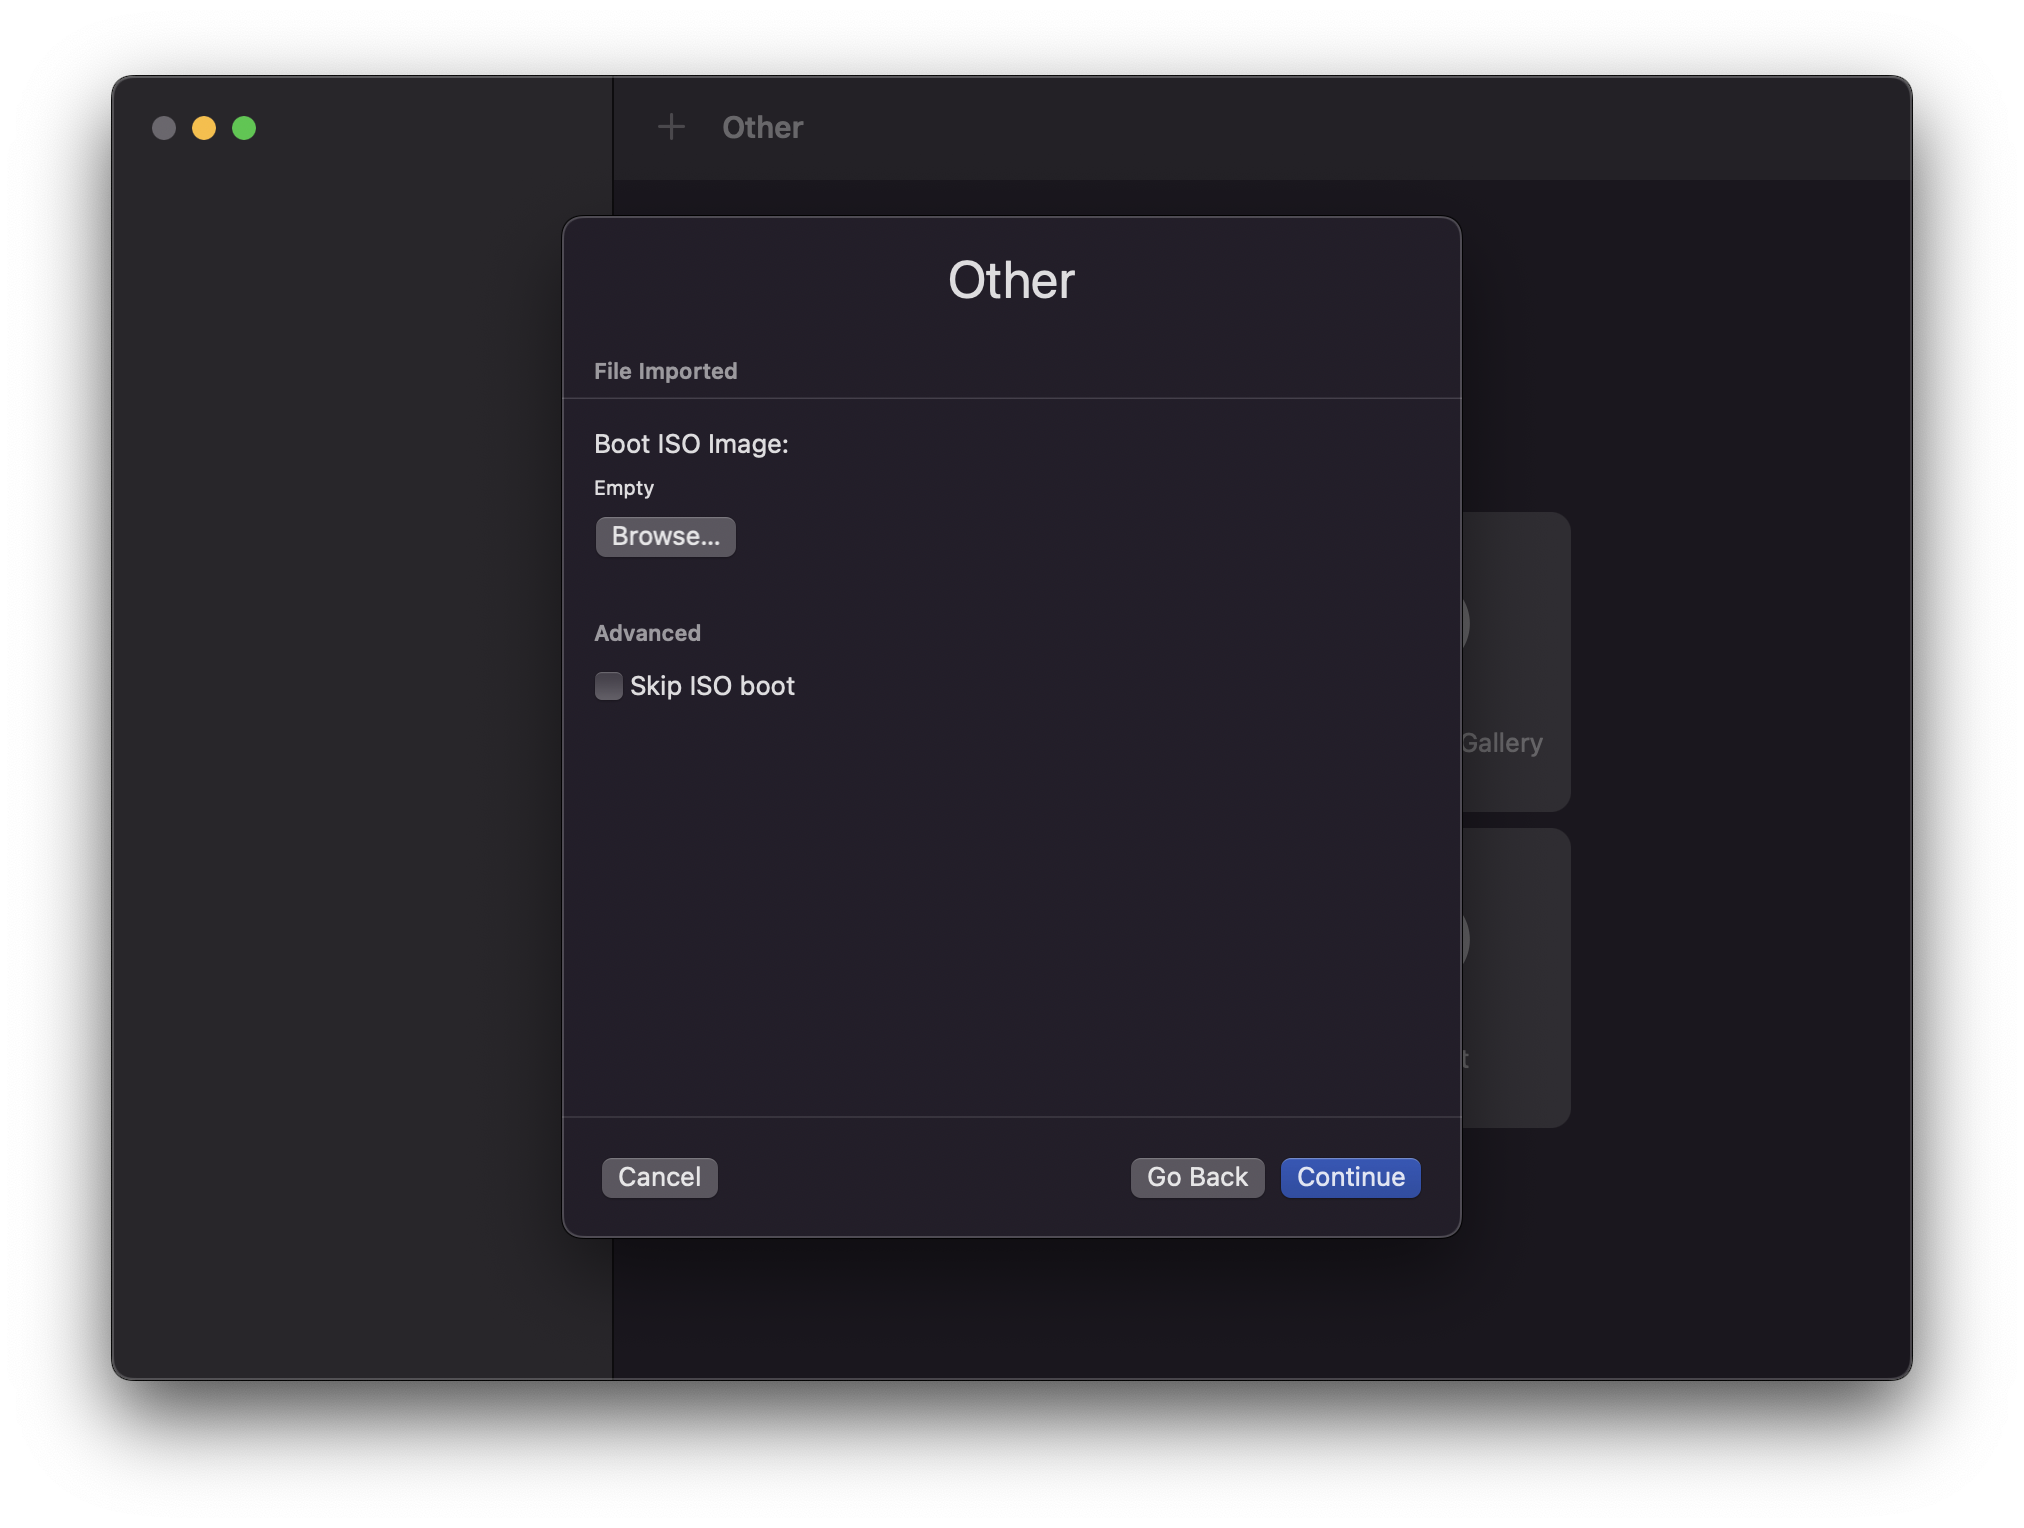 Other
Other
File Imported
Boot ISO Image:
Empty
Browse...
Advanced
Skip ISO boot
Gallery
Cancel
Go Back
Continue